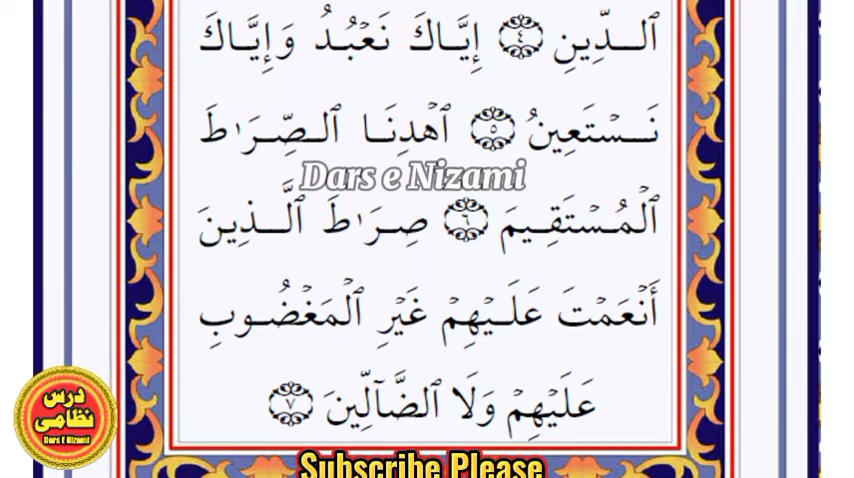 ٱلدِّينِ ٤ إِيَّاكَ نَعۡبُدُ وَإِيَّاكَ
نَسۡتَعِينُ ٥ ٱهۡدِنَا ٱلصِّرَٰطَ
Dars e Nizami
ٱلۡمُسۡتَقِيمَ ٦ صِرَٰطَ ٱلَّذِينَ
أَنۡعَمۡتَ عَلَيۡهِمۡ غَيۡرِ ٱلۡمَغۡضُوبِ
عَلَيۡهِمۡ وَلَا ٱلضَّآلِّينَ ٧
درس
نظامی
Dars E Nizami
Subscribe Please